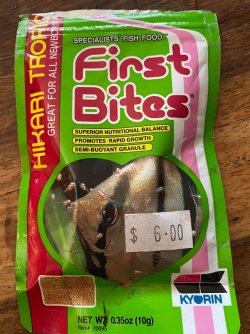 HIKARI TROPIC
GREAT FOR ALL NEWBORN
SPECIALISTS' FISH FOOD
First
Bites
SUPERIOR NUTRITIONAL BALANCE
PROMOTES RAPID GROWTH
SEMI-BUOYANT GRANULE
$ 6.00
KYORIN
NET WT. 0.35oz (10g)